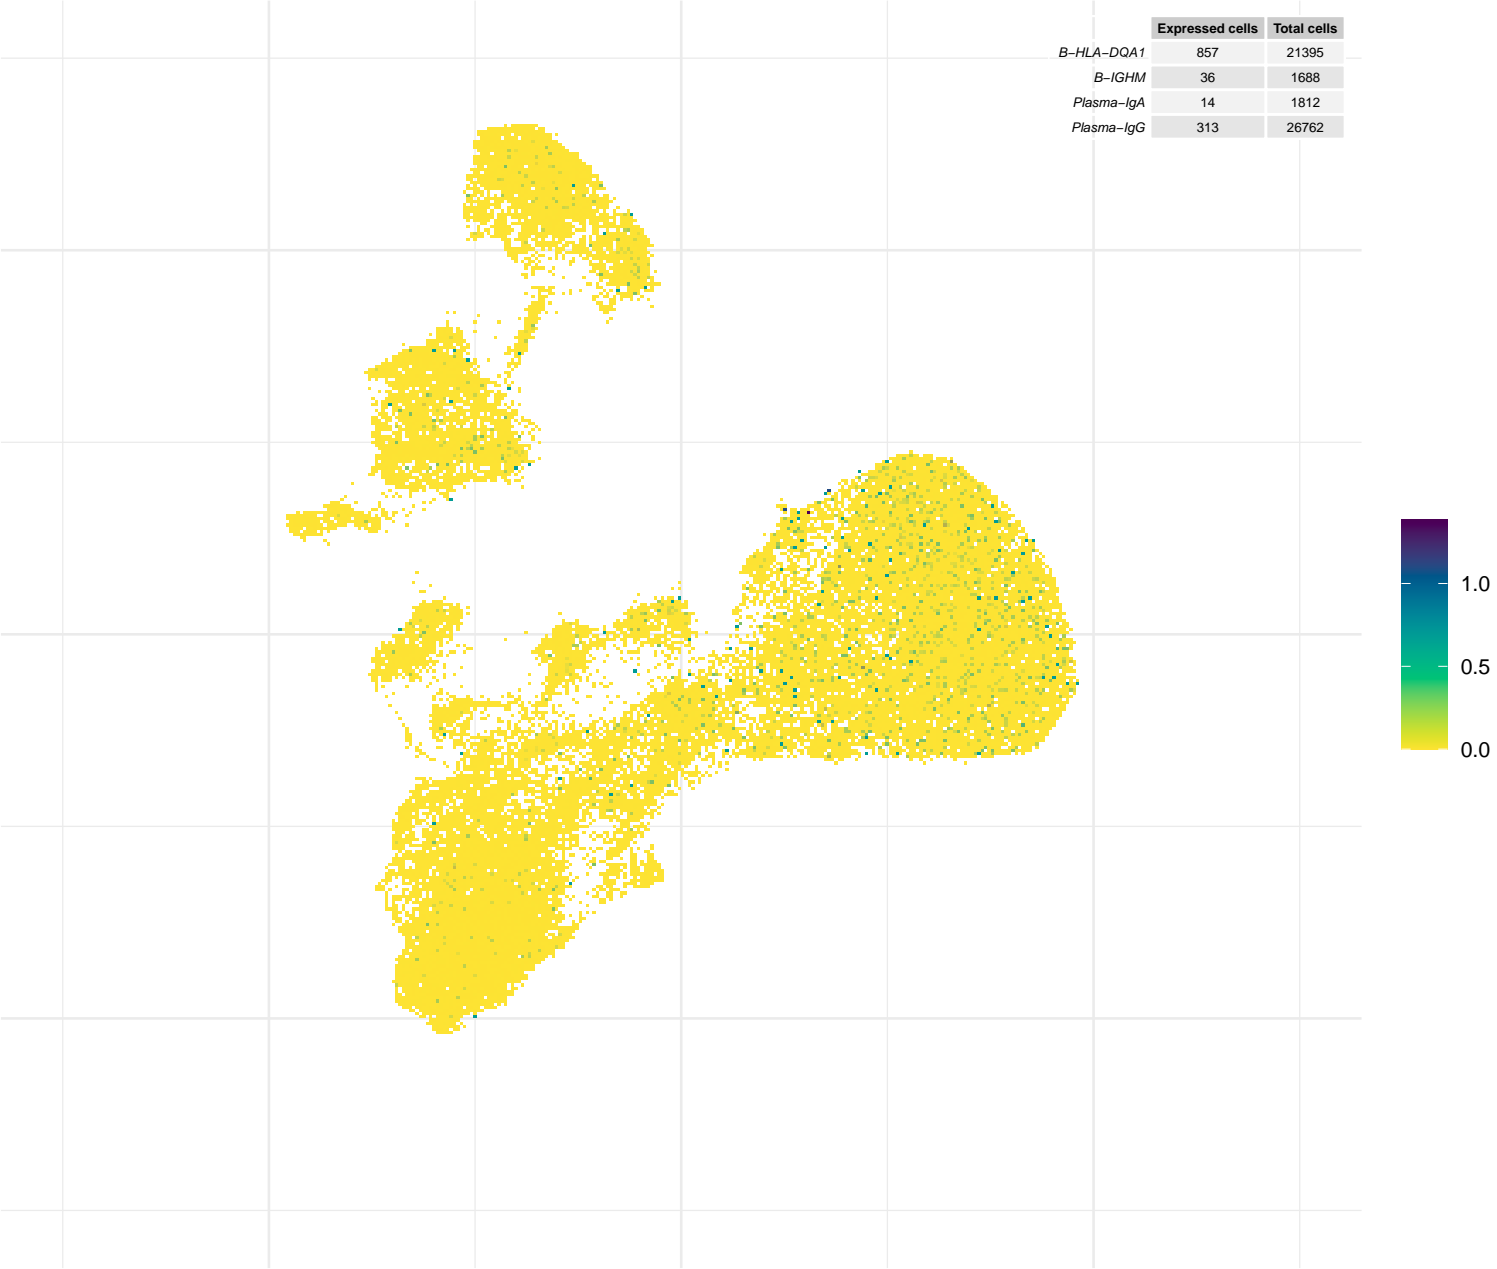 Expressed cells Total cells
B−HLA−DQA1 857 21395
B−IGHM 36 1688
Plasma−IgA 14 1812
Plasma−IgG 313 26762
1.0
0.5
0.0